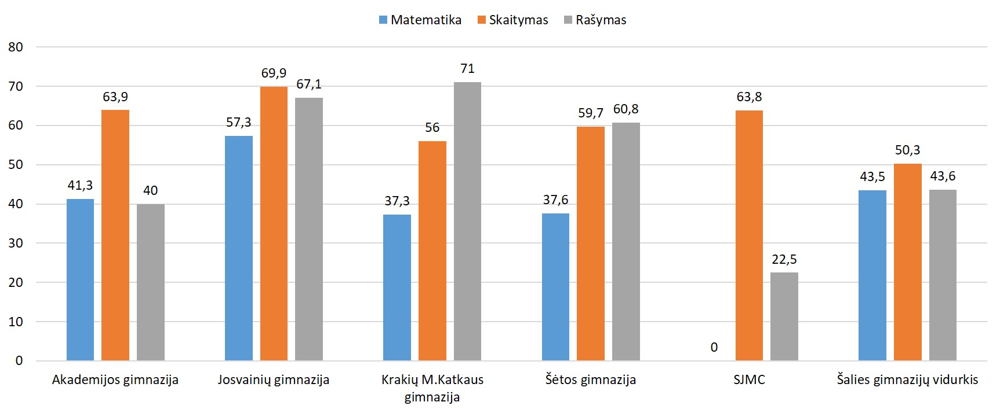 Matematika Skaitymas Rašymas
80
70
60
50
40
30
20
10
0
41,3 63,9 40
57,3 69,9 67,1
37,3 56 71
37,6 59,7 60,8
0 63,8 22,5
43,5 50,3 43,6
Akademijos gimnazija
Josvainių gimnazija
Krakių M.Katkaus
gimnazija
Šėtos gimnazija
SJMC
Šalies gimnazijų vidurkis